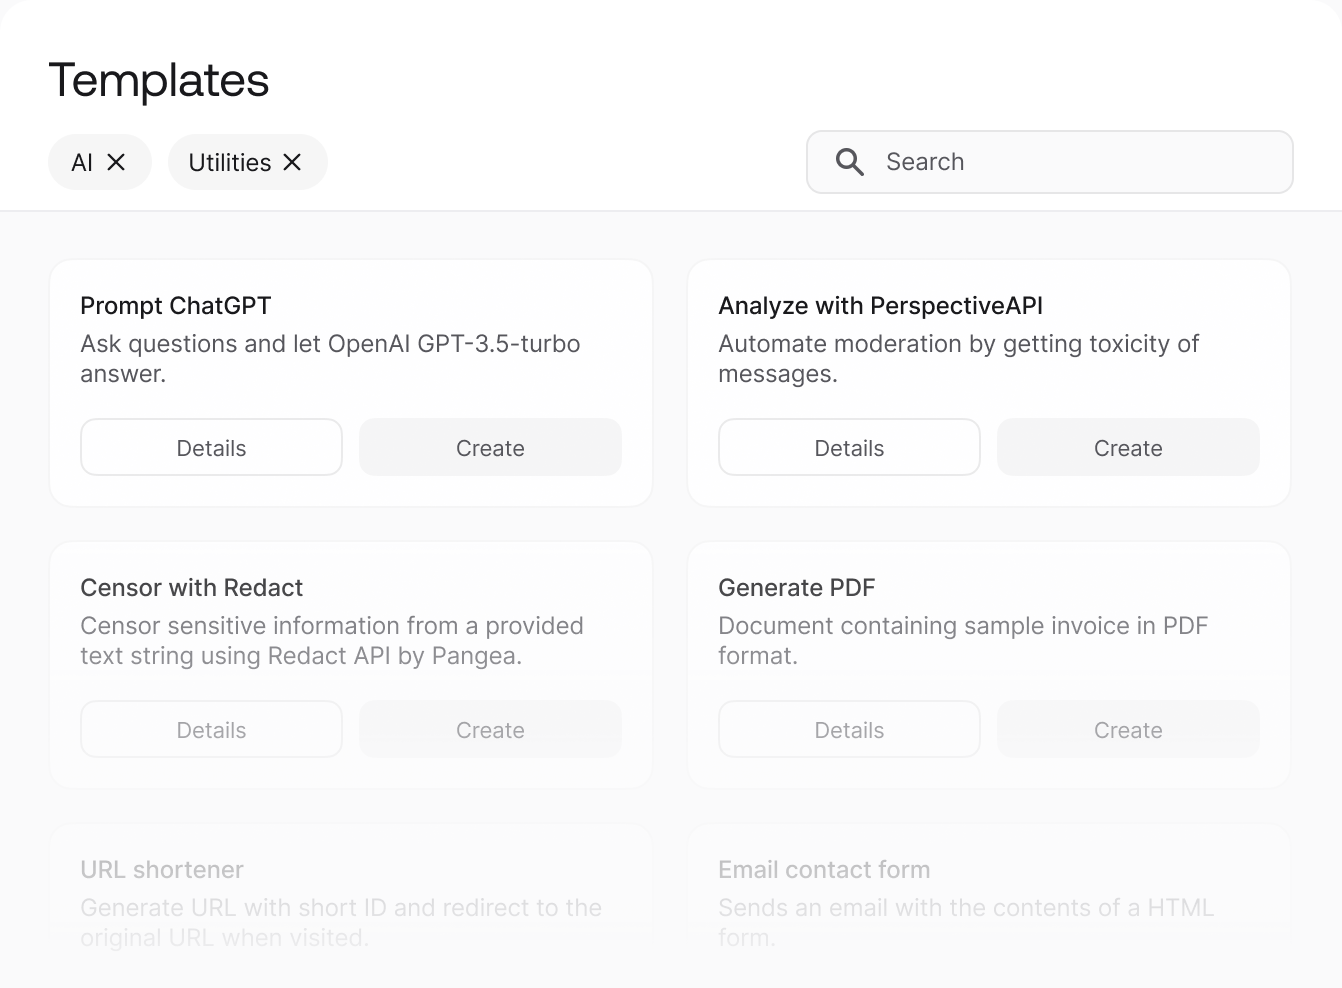 Templates
AI
Utilities
Search
Prompt ChatGPT
Ask questions and let OpenAI GPT-3.5-turbo
answer.
Details
Create
Analyze with PerspectiveAPI
Automate moderation by getting toxicity of
messages.
Details
Create
Censor with Redact
Censor sensitive information from a provided
text string using Redact API by Pangea.
Details
Create
Generate PDF
Document containing sample invoice in PDF
format.
Details
Create
URL shortener
Generate URL with short ID and redirect to the
original URL when visited.
Email contact form
Sends an email with the contents of a HTML
form.